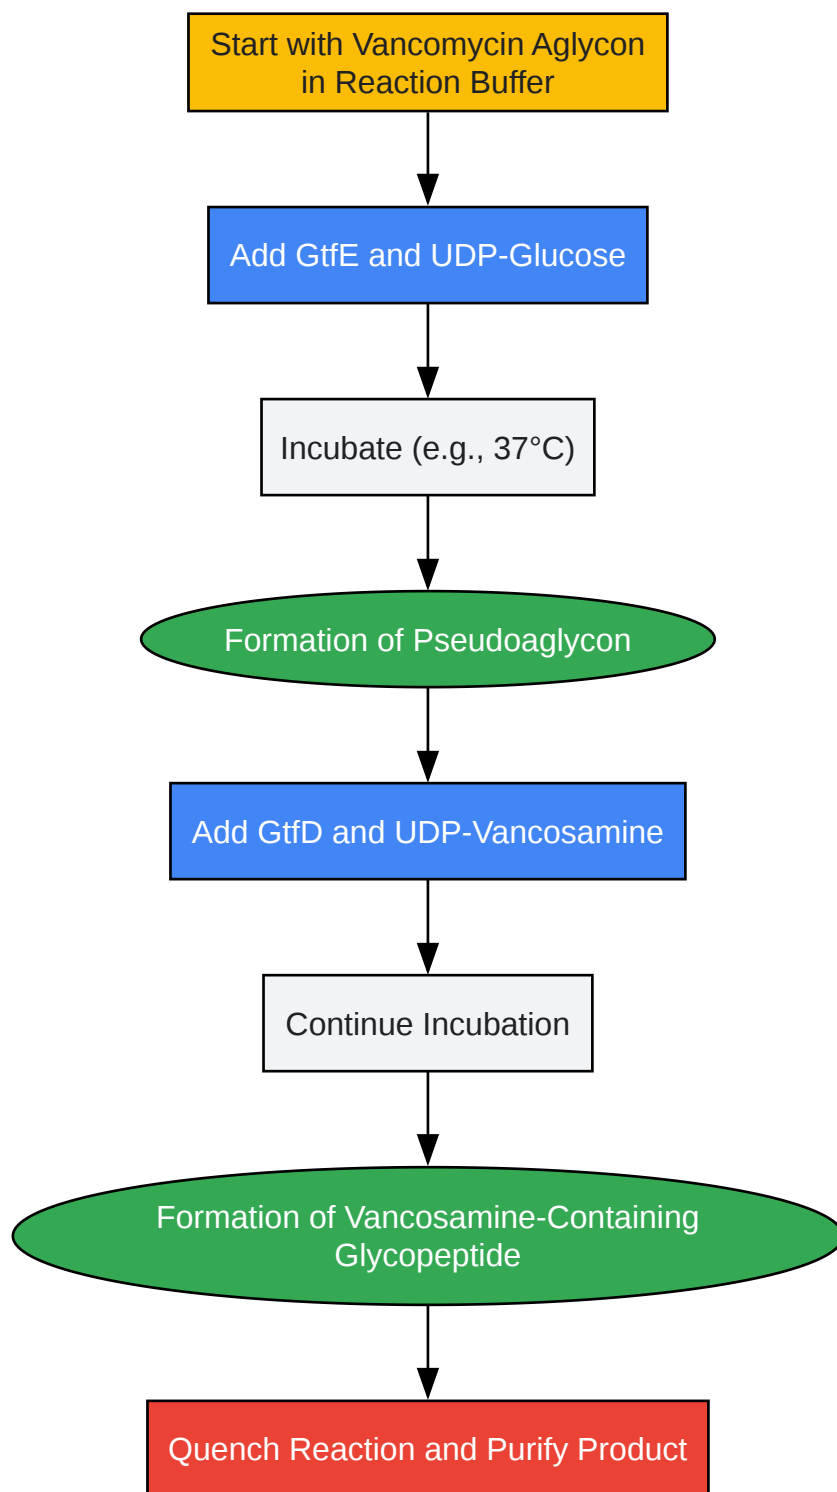 Start with Vancomycin Aglycon
in Reaction Buffer
Add GtfE and UDP-Glucose
Incubate (e.g., 37°C)
Formation of Pseudoaglycon
Add GtfD and UDP-Vancosamine
Continue Incubation
Formation of Vancosamine-Containing
Glycopeptide
Quench Reaction and Purify Product